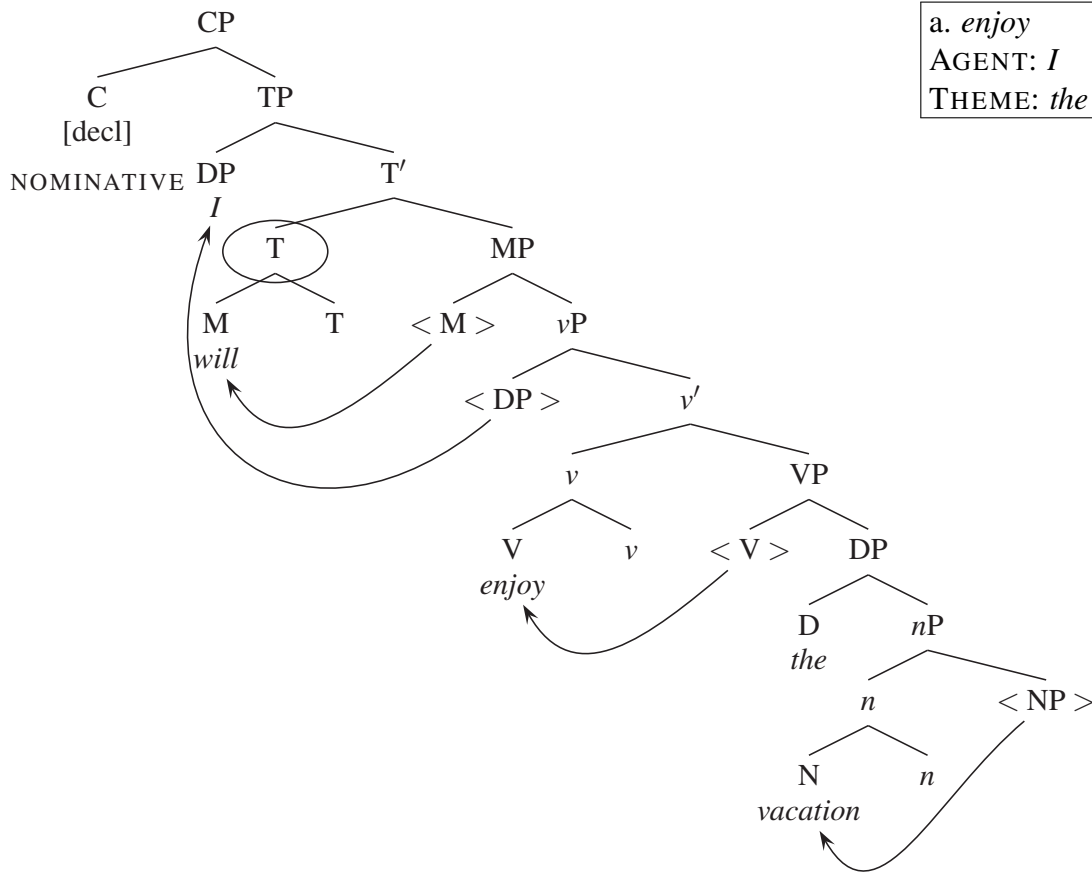 CP
a. enjoy
AGENT: I
THEME: the
C TP
[decl]
NOMINATIVE DP T′
I
T MP
M T < M > vP
will
< DP > v′
v VP
V v < V > DP
enjoy
D nP
the
n < NP >
N n
vacation